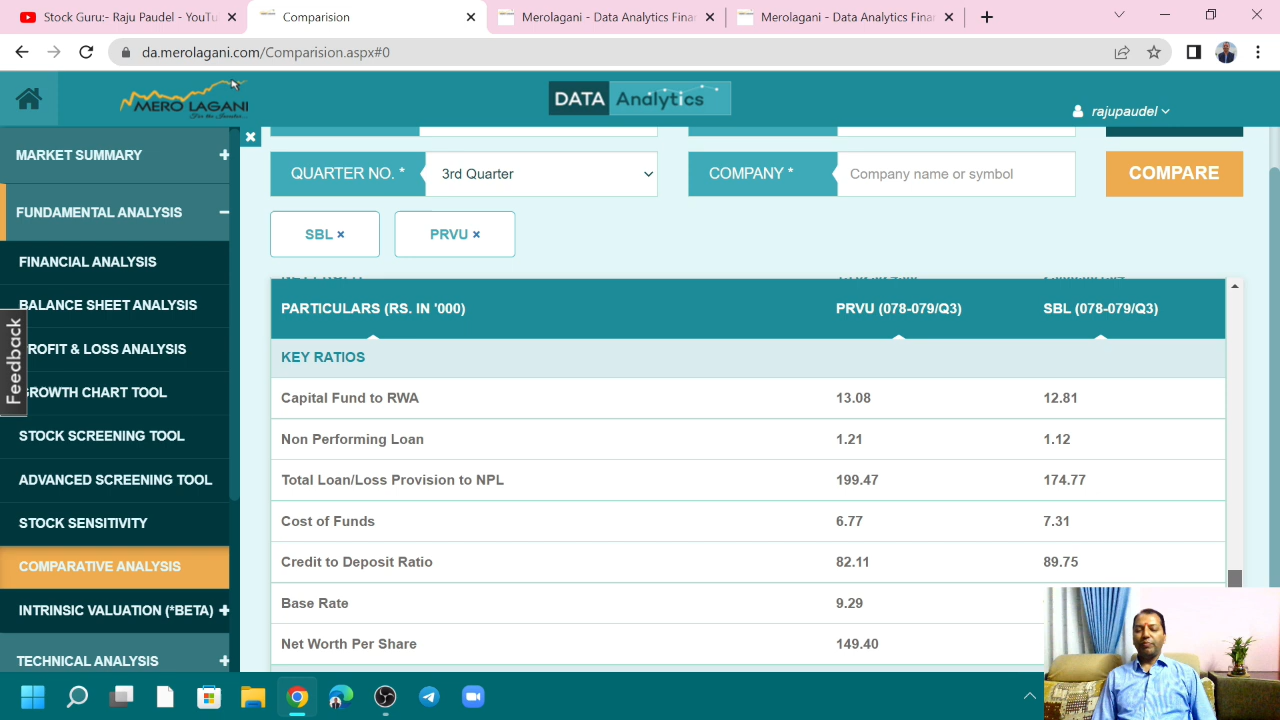 Stock Guru:- Raju Paudel - YouTu
Comparision
Merolagani - Data Analytics Finan
Merolagani - Data Analytics Finan
da.merolagani.com/Comparision.aspx#0
MERO LAGANI
DATA Analytics
rajupaudel
MARKET SUMMARY
FUNDAMENTAL ANALYSIS
FINANCIAL ANALYSIS
BALANCE SHEET ANALYSIS
PROFIT & LOSS ANALYSIS
GROWTH CHART TOOL
STOCK SCREENING TOOL
ADVANCED SCREENING TOOL
STOCK SENSITIVITY
COMPARATIVE ANALYSIS
INTRINSIC VALUATION (*BETA)
TECHNICAL ANALYSIS
Feedback
QUARTER NO. * 3rd Quarter
COMPANY * Company name or symbol
COMPARE
SBL ×
PRVU ×
PARTICULARS (RS. IN '000) PRVU (078-079/Q3) SBL (078-079/Q3)
KEY RATIOS
Capital Fund to RWA 13.08 12.81
Non Performing Loan 1.21 1.12
Total Loan/Loss Provision to NPL 199.47 174.77
Cost of Funds 6.77 7.31
Credit to Deposit Ratio 82.11 89.75
Base Rate 9.29
Net Worth Per Share 149.40